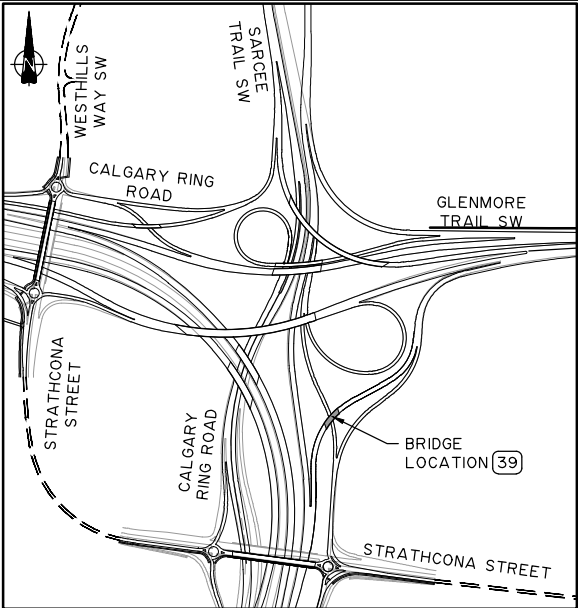 N
WESTHILLS
WAY SW
SARCEE
TRAIL SW
CALGARY RING
ROAD
GLENMORE
TRAIL SW
STRATHCONA
STREET
CALGARY
RING ROAD
BRIDGE
LOCATION 39
STRATHCONA STREET